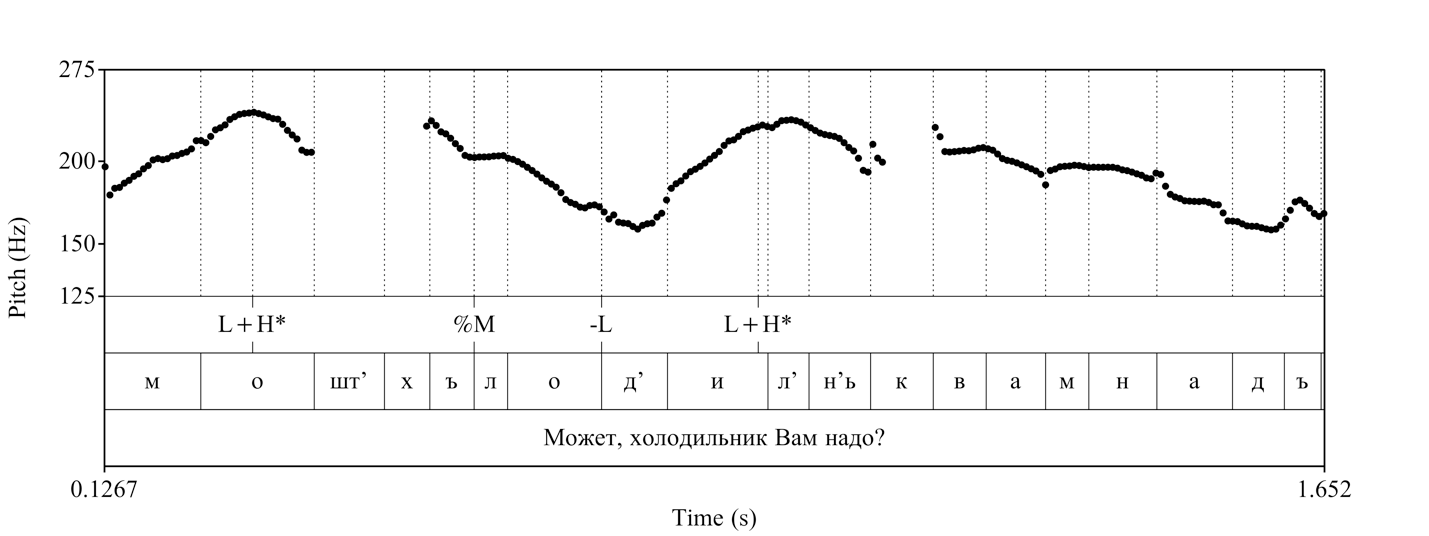 275
200
150
125
Pitch (Hz)
L+H* %M -L L+H*
м о шт’ х ъ л о д’ и л’ н’ь к в а м н а д ъ
Может, холодильник Вам надо?
0.1267 1.652
Time (s)